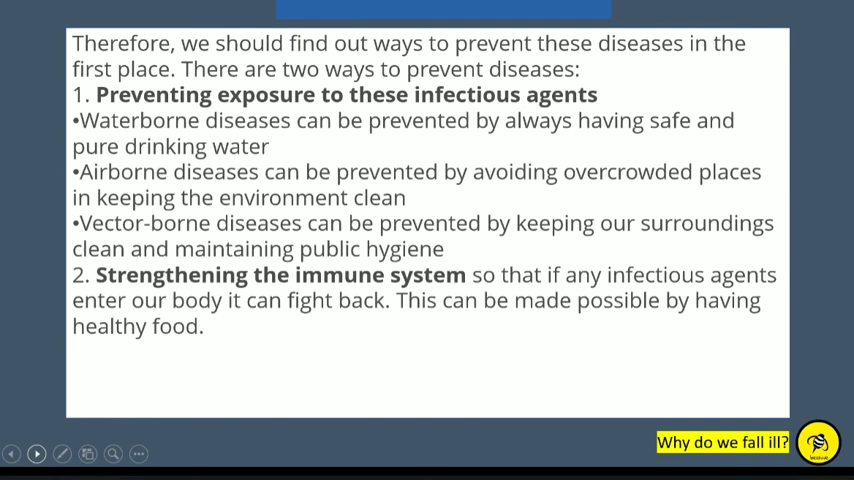 Therefore, we should find out ways to prevent these diseases in the
first place. There are two ways to prevent diseases:
1. Preventing exposure to these infectious agents
•Waterborne diseases can be prevented by always having safe and
pure drinking water
•Airborne diseases can be prevented by avoiding overcrowded places
in keeping the environment clean
•Vector-borne diseases can be prevented by keeping our surroundings
clean and maintaining public hygiene
2. Strengthening the immune system so that if any infectious agents
enter our body it can fight back. This can be made possible by having
healthy food.
Why do we fall ill?